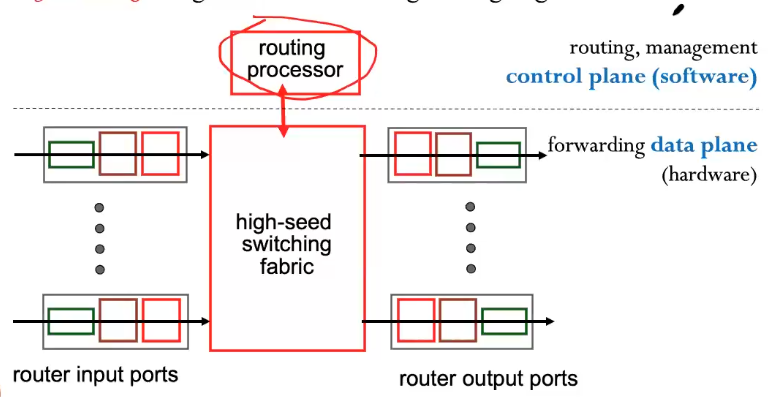 routing
processor
routing, management
control plane (software)
forwarding data plane
(hardware)
high-seed
switching
fabric
router input ports
router output ports